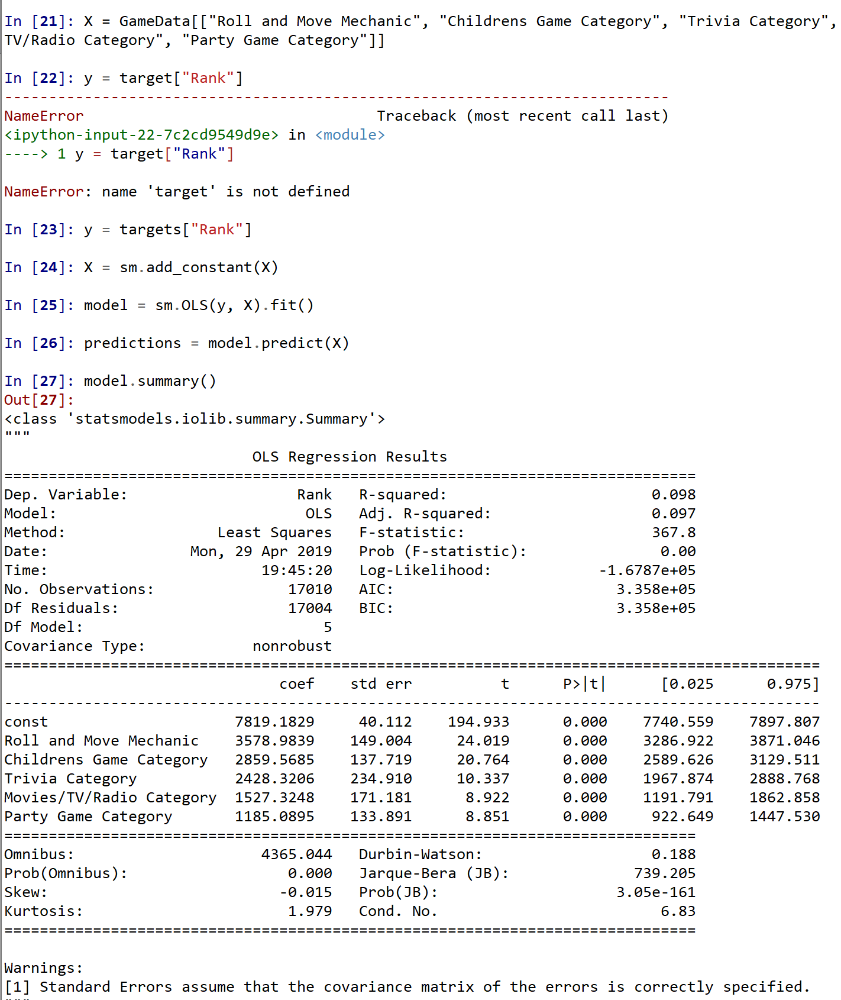 In [21]: X = GameData[["Roll and Move Mechanic", "Childrens Game Category", "Trivia Category",
TV/Radio Category", "Party Game Category"]]
In [22]: y = target["Rank"]
---------------------------------------------------------------------------
NameError                                 Traceback (most recent call last)
<ipython-input-22-7c2cd9549d9e> in <module>
----> 1 y = target["Rank"]
NameError: name 'target' is not defined
In [23]: y = targets["Rank"]
In [24]: X = sm.add_constant(X)
In [25]: model = sm.OLS(y, X).fit()
In [26]: predictions = model.predict(X)
In [27]: model.summary()
Out[27]:
<class 'statsmodels.iolib.summary.Summary'>
"""
                            OLS Regression Results
==============================================================================
Dep. Variable:                   Rank   R-squared:                       0.098
Model:                            OLS   Adj. R-squared:                  0.097
Method:                 Least Squares   F-statistic:                     367.8
Date:                Mon, 29 Apr 2019   Prob (F-statistic):               0.00
Time:                        19:45:20   Log-Likelihood:            -1.6787e+05
No. Observations:               17010   AIC:                         3.358e+05
Df Residuals:                   17004   BIC:                         3.358e+05
Df Model:                           5
Covariance Type:            nonrobust
============================================================================================
                               coef    std err          t      P>|t|      [0.025      0.975]
--------------------------------------------------------------------------------------------
const                     7819.1829     40.112    194.933      0.000    7740.559    7897.807
Roll and Move Mechanic    3578.9839    149.004     24.019      0.000    3286.922    3871.046
Childrens Game Category   2859.5685    137.719     20.764      0.000    2589.626    3129.511
Trivia Category           2428.3206    234.910     10.337      0.000    1967.874    2888.768
Movies/TV/Radio Category  1527.3248    171.181      8.922      0.000    1191.791    1862.858
Party Game Category       1185.0895    133.891      8.851      0.000     922.649    1447.530
==============================================================================
Omnibus:                     4365.044   Durbin-Watson:                   0.188
Prob(Omnibus):                  0.000   Jarque-Bera (JB):              739.205
Skew:                          -0.015   Prob(JB):                    3.05e-161
Kurtosis:                       1.979   Cond. No.                         6.83
==============================================================================
Warnings:
[1] Standard Errors assume that the covariance matrix of the errors is correctly specified.
"""